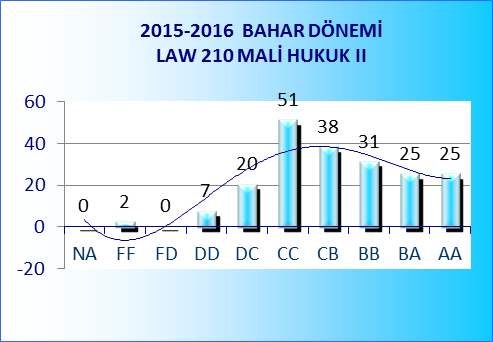 2015-2016 BAHAR DÖNEMİ
LAW 210 MALİ HUKUK II
60
40
20
0
-20
0 2 0 7 20 51 38 31 25 25
NA FF FD DD DC CC CB BB BA AA